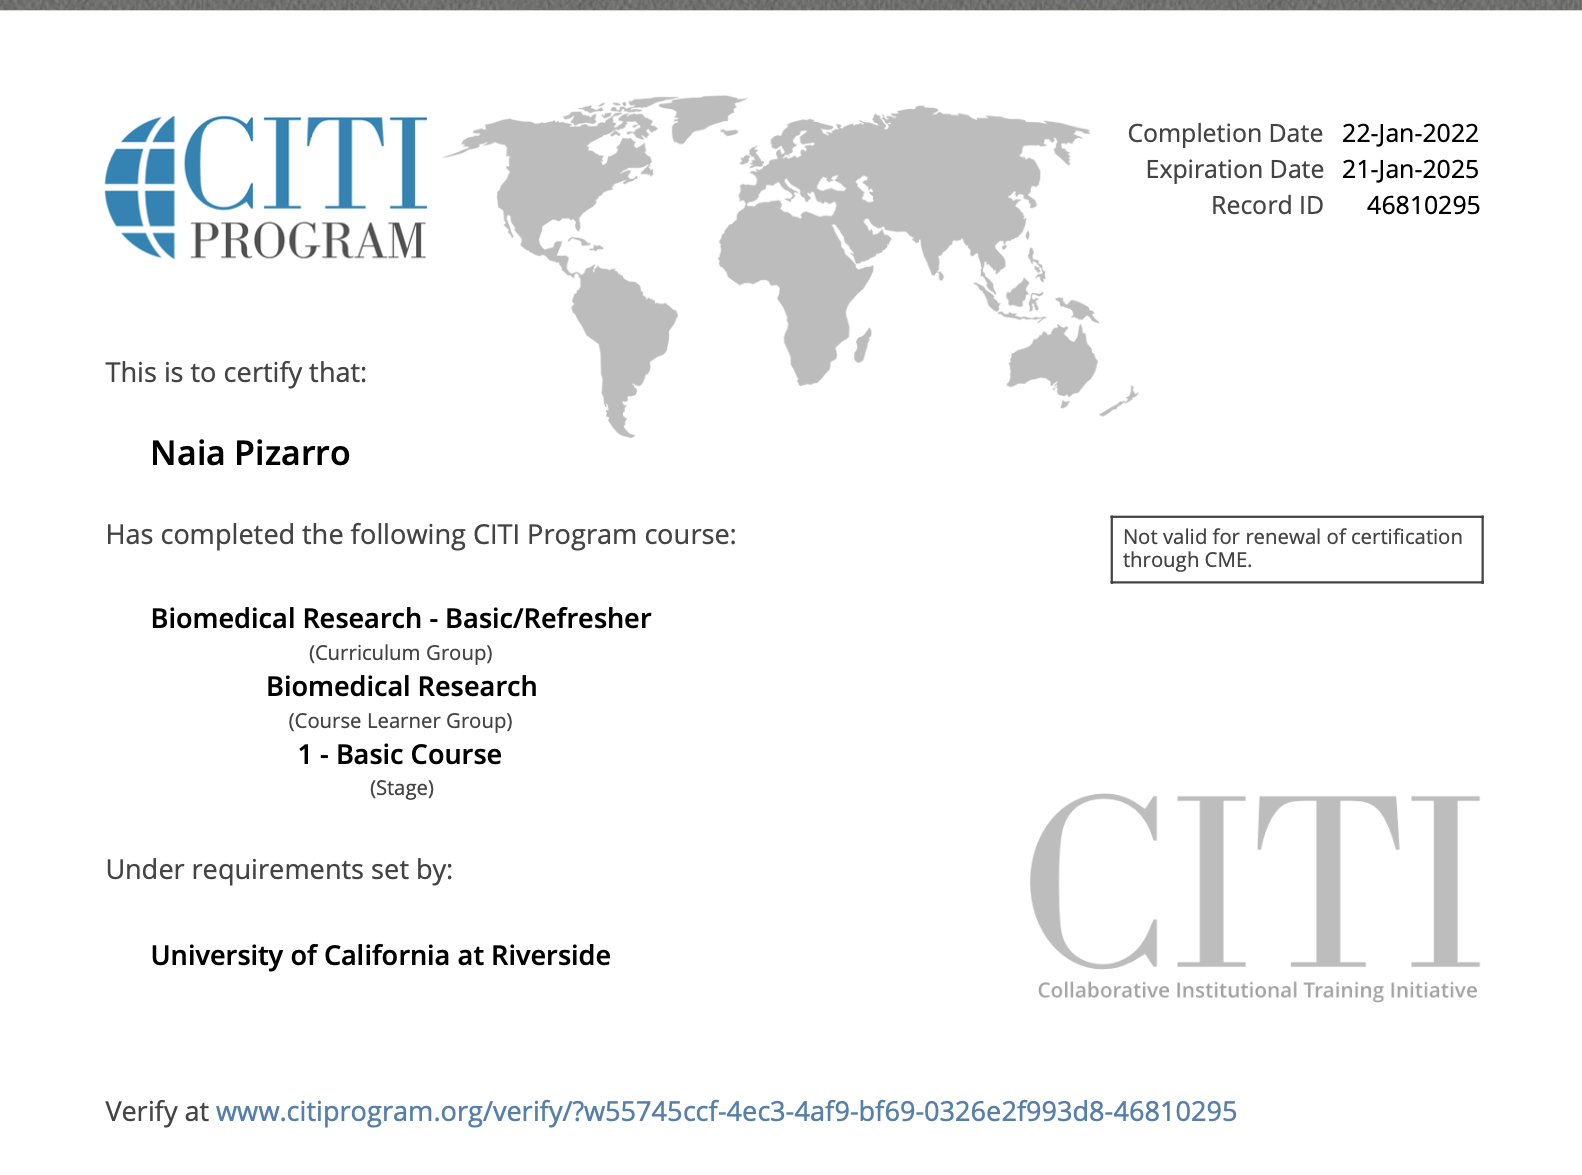 CITI
PROGRAM
Completion Date 22-Jan-2022
Expiration Date 21-Jan-2025
Record ID 46810295
This is to certify that:
Naia Pizarro
Has completed the following CITI Program course:
Not valid for renewal of certification
through CME.
Biomedical Research - Basic/Refresher
(Curriculum Group)
Biomedical Research
(Course Learner Group)
1 - Basic Course
(Stage)
Under requirements set by:
University of California at Riverside
CITI
Collaborative Institutional Training Initiative
Verify at www.citiprogram.org/verify/?w55745ccf-4ec3-4af9-bf69-0326e2f993d8-46810295